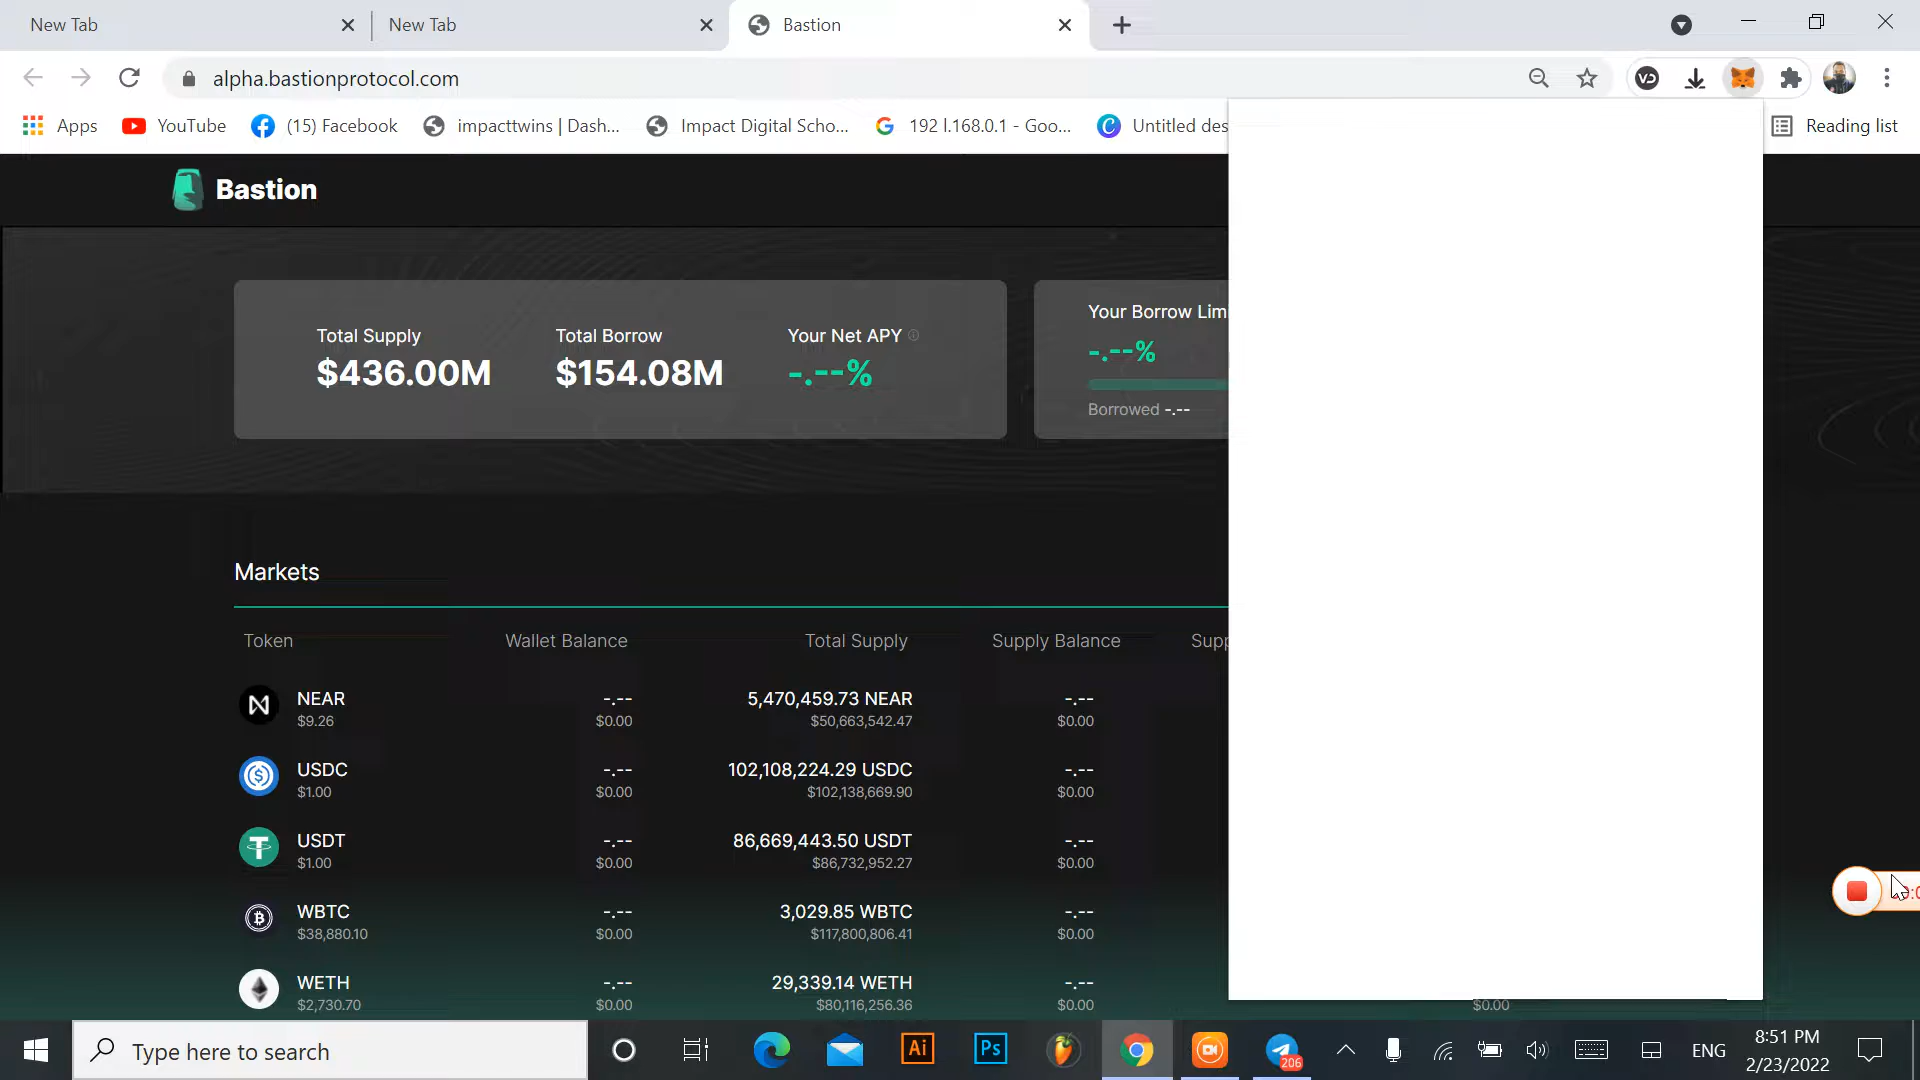 New Tab
New Tab
Bastion
alpha.bastionprotocol.com
Apps
YouTube
(15) Facebook
impacttwins | Dash...
Impact Digital Scho...
192 l.168.0.1 - Goo...
Untitled des
Reading list
Bastion
Total Supply
$436.00M
Total Borrow
$154.08M
Your Net APY
-.--%
Your Borrow Limi
-.--%
Borrowed -.--
Markets
Token Wallet Balance Total Supply Supply Balance Supp
NEAR -.-- 5,470,459.73 NEAR -.--
$9.26 $0.00 $50,663,542.47 $0.00
USDC -.-- 102,108,224.29 USDC -.--
$1.00 $0.00 $102,138,669.90 $0.00
USDT -.-- 86,669,443.50 USDT -.--
$1.00 $0.00 $86,732,952.27 $0.00
WBTC -.-- 3,029.85 WBTC -.--
$38,880.10 $0.00 $117,800,806.41 $0.00
WETH -.-- 29,339.14 WETH -.--
$2,730.70 $0.00 $80,116,256.36 $0.00 $0.00
Type here to search
Ai
Ps
206
ENG
8:51 PM
2/23/2022